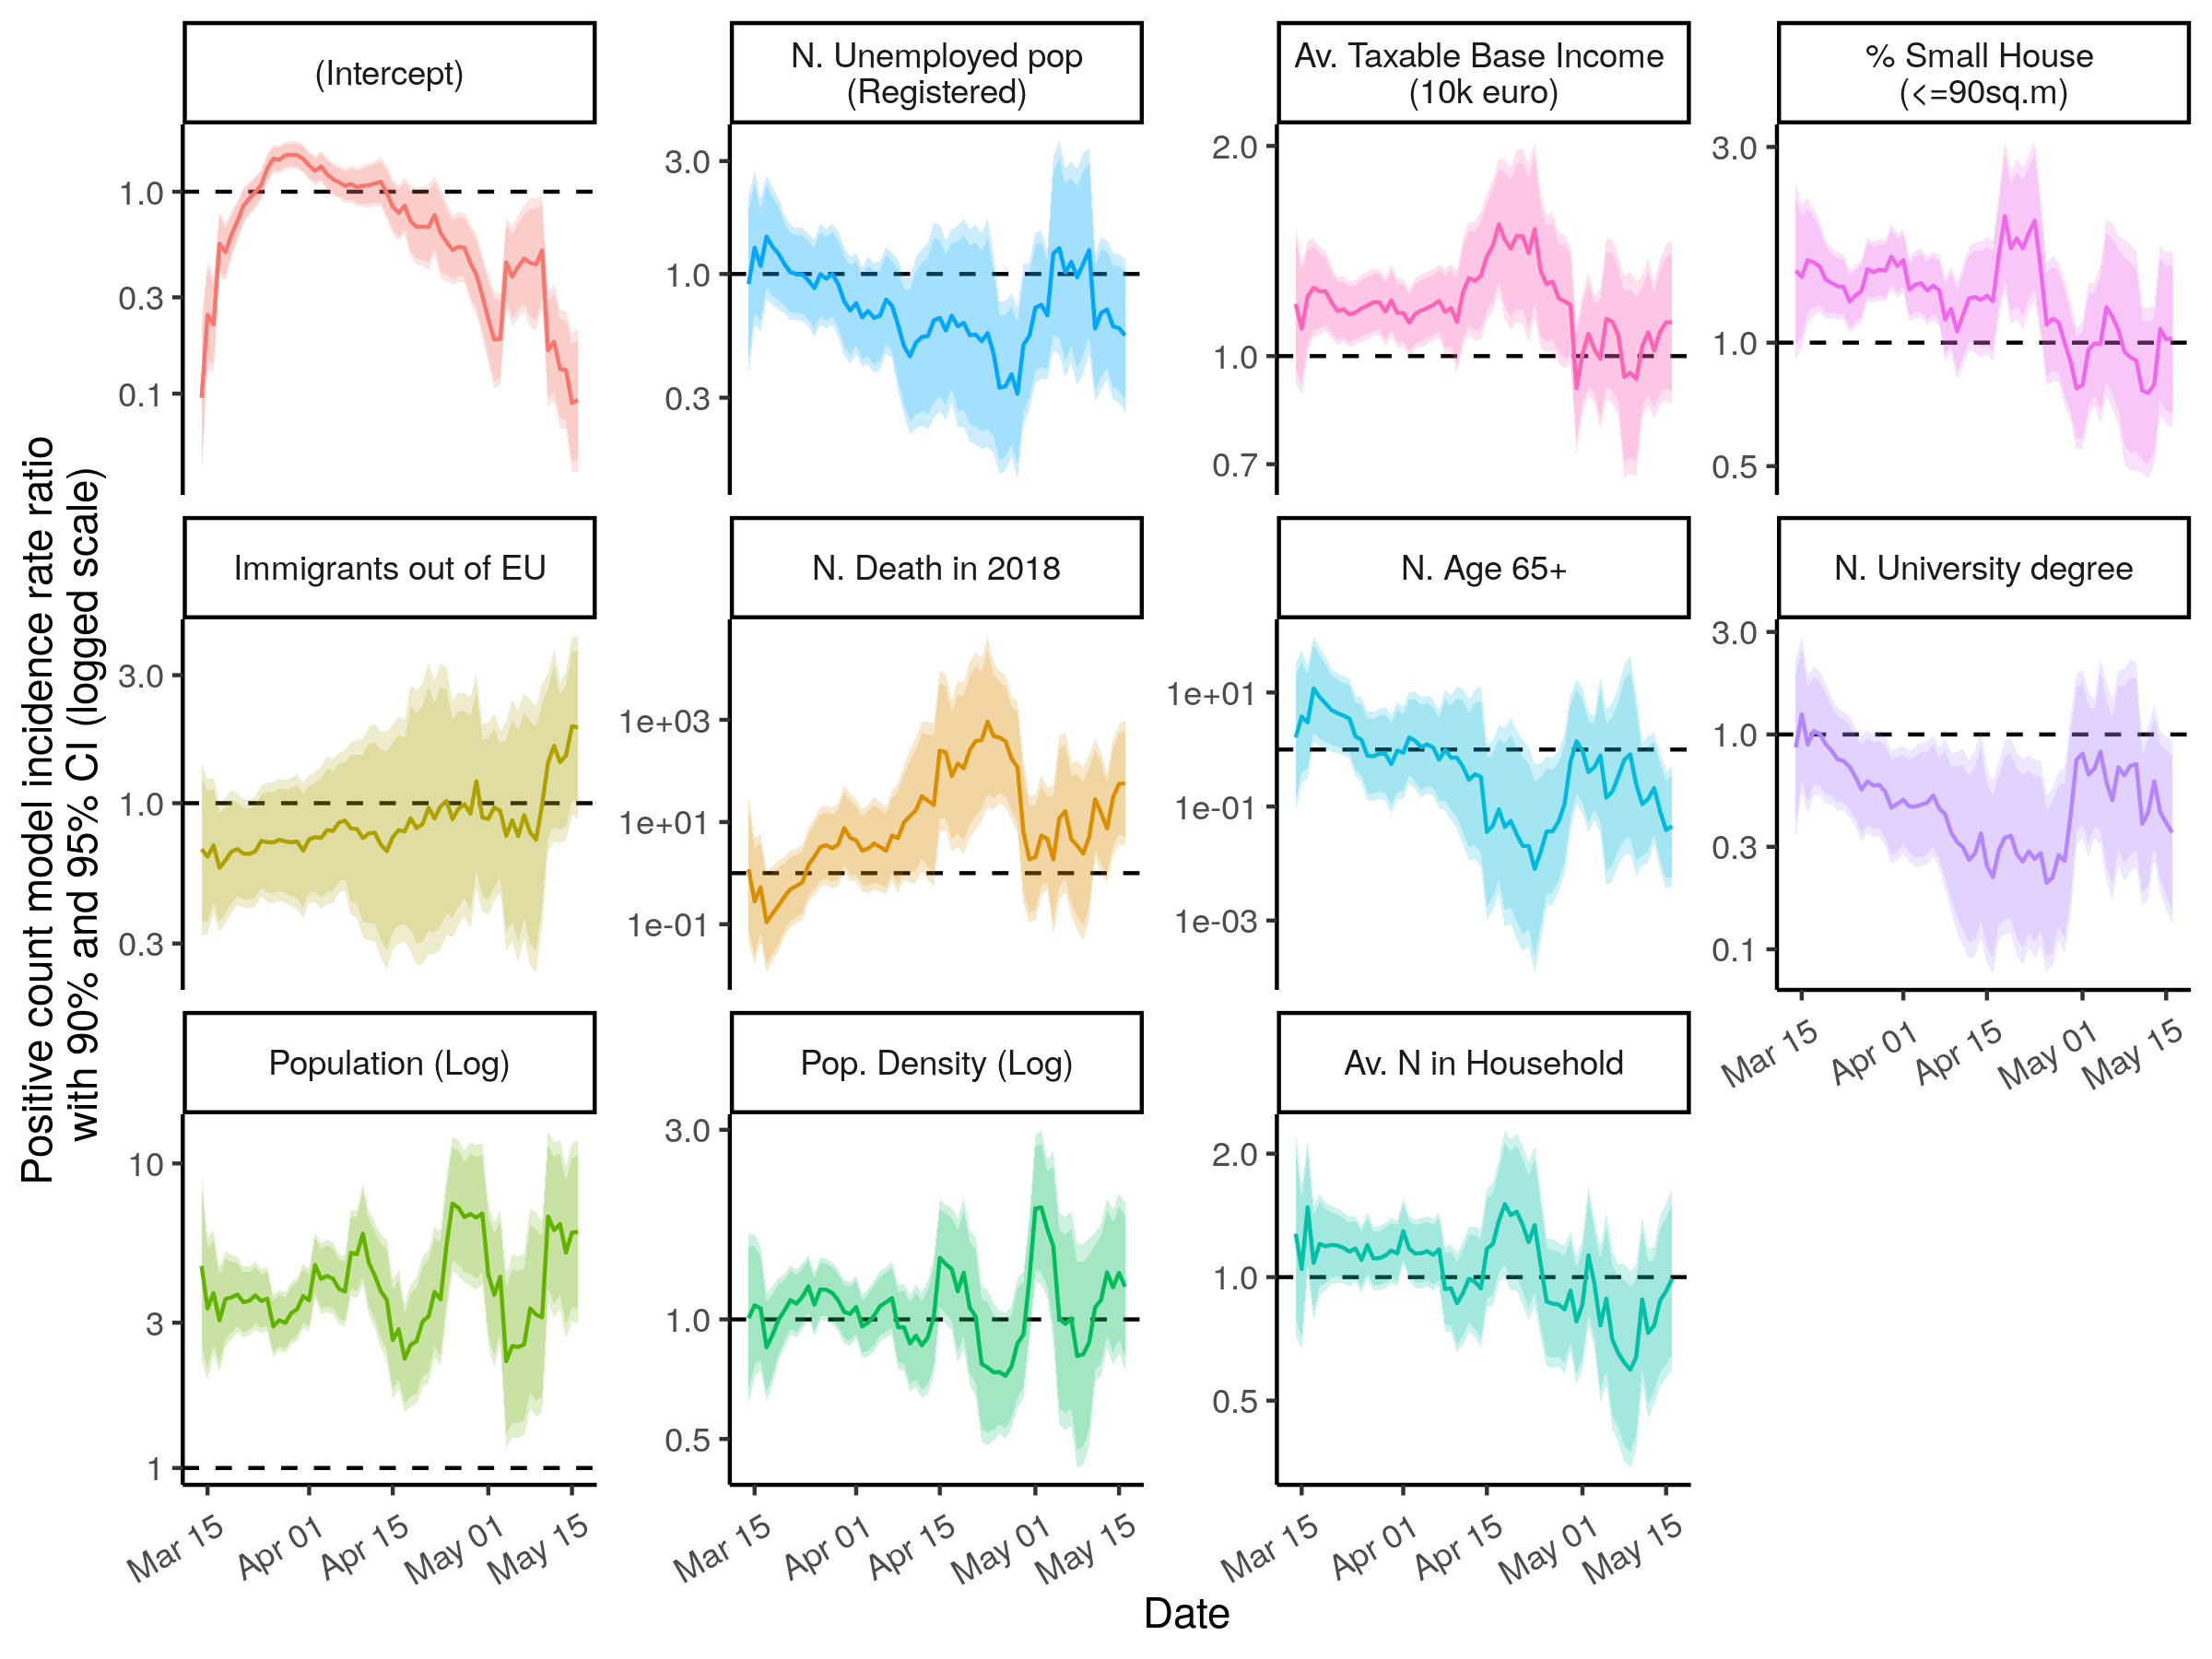 Positive count model incidence rate ratio
with 90% and 95% CI (logged scale)
(Intercept)
1.0
0.3
0.1
N. Unemployed pop
(Registered)
3.0
1.0
0.3
Av. Taxable Base Income
(10k euro)
2.0
1.0
0.7
% Small House
(<=90sq.m)
3.0
1.0
0.5
Immigrants out of EU
3.0
1.0
0.3
N. Death in 2018
1e+03
1e+01
1e-01
N. Age 65+
1e+01
1e-01
1e-03
N. University degree
3.0
1.0
0.3
0.1
Mar 15 Apr 01 Apr 15 May 01 May 15
Population (Log)
10
3
1
Mar 15 Apr 01 Apr 15 May 01 May 15
Pop. Density (Log)
3.0
1.0
0.5
Mar 15 Apr 01 Apr 15 May 01 May 15
Av. N in Household
2.0
1.0
0.5
Mar 15 Apr 01 Apr 15 May 01 May 15
Date